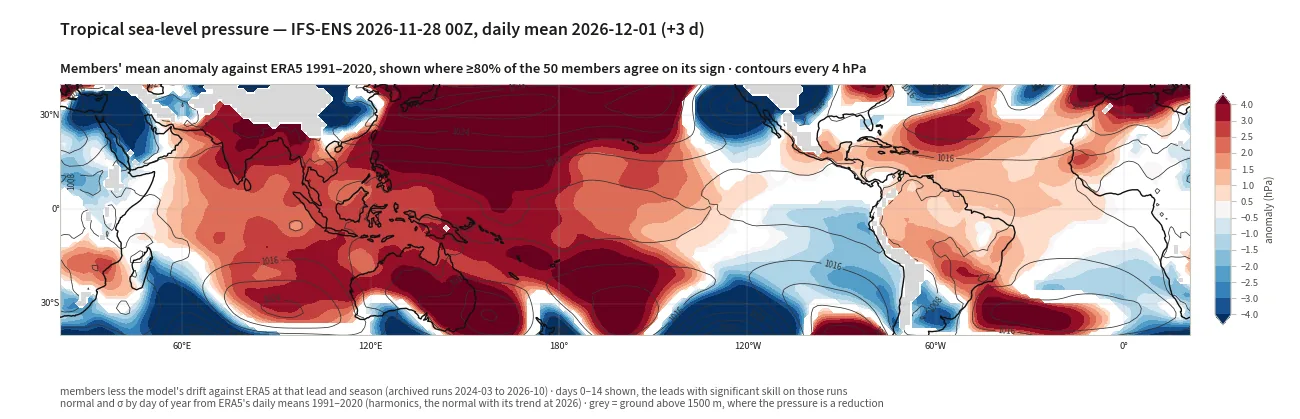 Tropical sea-level pressure — IFS-ENS 2026-11-28 00Z, daily mean 2026-12-01 (+3 d)
Members' mean anomaly against ERA5 1991–2020, shown where ≥80% of the 50 members agree on its sign · contours every 4 hPa
30°N
0°
30°S
60°E
120°E
180°
120°W
60°W
0°
1008
1016
1016
1016
1016
1008
4.0
3.0
2.5
2.0
1.5
1.0
0.5
−0.5
−1.0
−1.5
−2.0
−2.5
−3.0
−4.0
anomaly (hPa)
members less the model's drift against ERA5 at that lead and season (archived runs 2024-03 to 2026-10) · days 0–14 shown, the leads with significant skill on those runs
normal and σ by day of year from ERA5's daily means 1991–2020 (harmonics, the normal with its trend at 2026) · grey = ground above 1500 m, where the pressure is a reduction